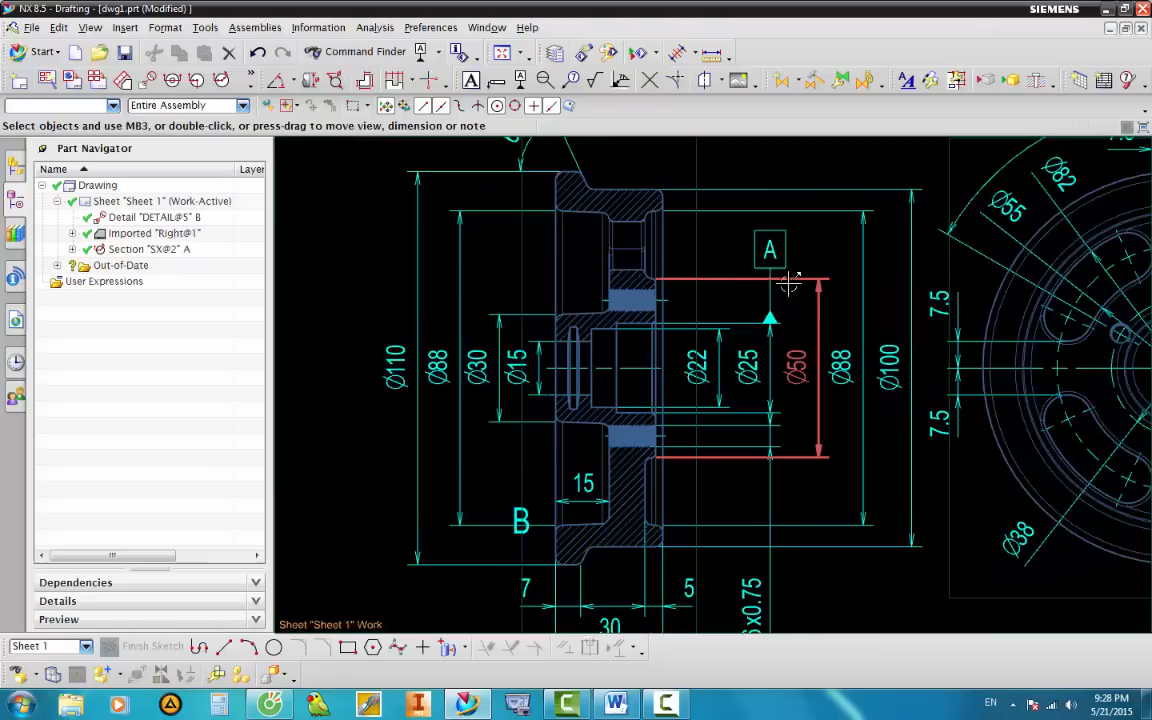 NX 8.5 - Drafting - [dwg1.prt (Modified) ]
SIEMENS
File Edit View Insert Format Tools Assemblies Information Analysis Preferences Window Help
Start
Command Finder
A
Entire Assembly
Select objects and use MB3, or double-click, or press-drag to move view, dimension or note
Part Navigator
Name Layer
Drawing
Sheet "Sheet 1" (Work-Active)
Detail "DETAIL@5" B
Imported "Right@1"
Section "SX@2" A
Out-of-Date
User Expressions
Dependencies
Details
Preview
A
Ø110
Ø88
Ø30
Ø15
Ø22
Ø25
Ø50
Ø88
Ø100
15
B
7
30
5
6x0.75
Ø82
Ø55
7.5
7.5
Ø38
Sheet "Sheet 1" Work
Sheet 1
Finish Sketch
EN
9:28 PM
5/21/2015